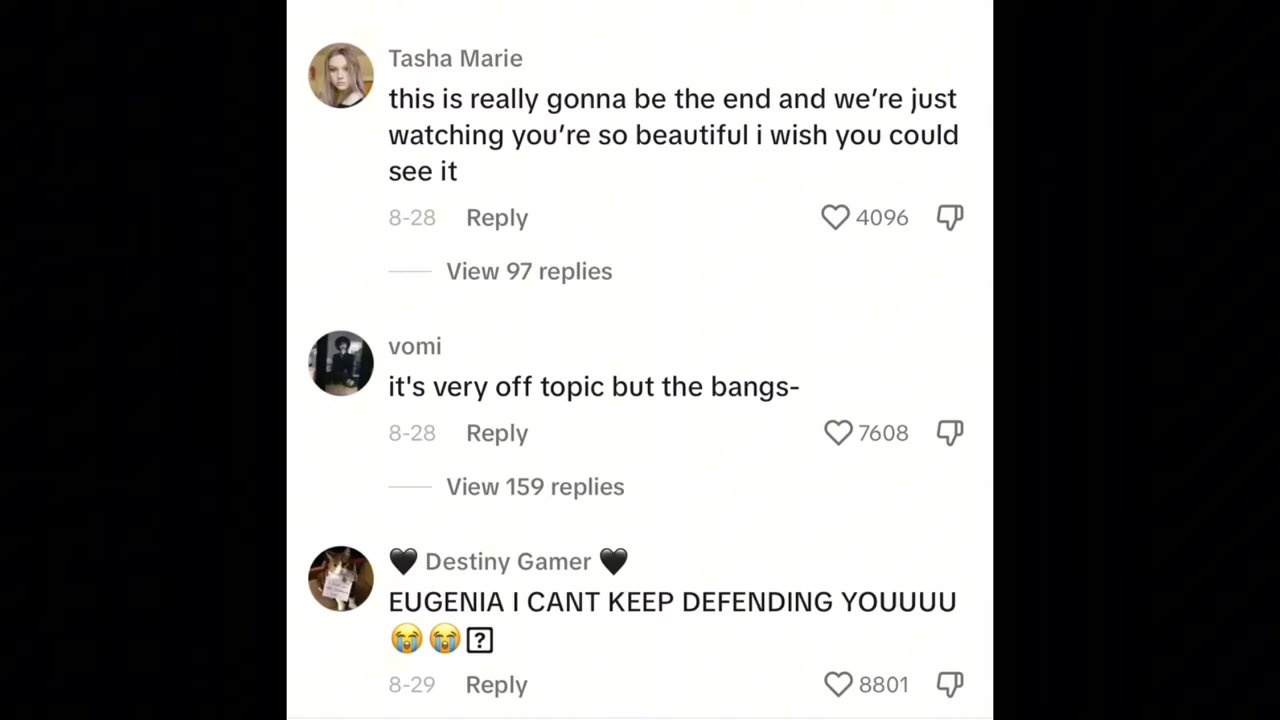 Tasha Marie
this is really gonna be the end and we’re just
watching you’re so beautiful i wish you could
see it
8-28 Reply 4096
View 97 replies
vomi
it's very off topic but the bangs-
8-28 Reply 7608
View 159 replies
🖤 Destiny Gamer 🖤
EUGENIA I CANT KEEP DEFENDING YOUUUU
😭😭⍰
8-29 Reply 8801